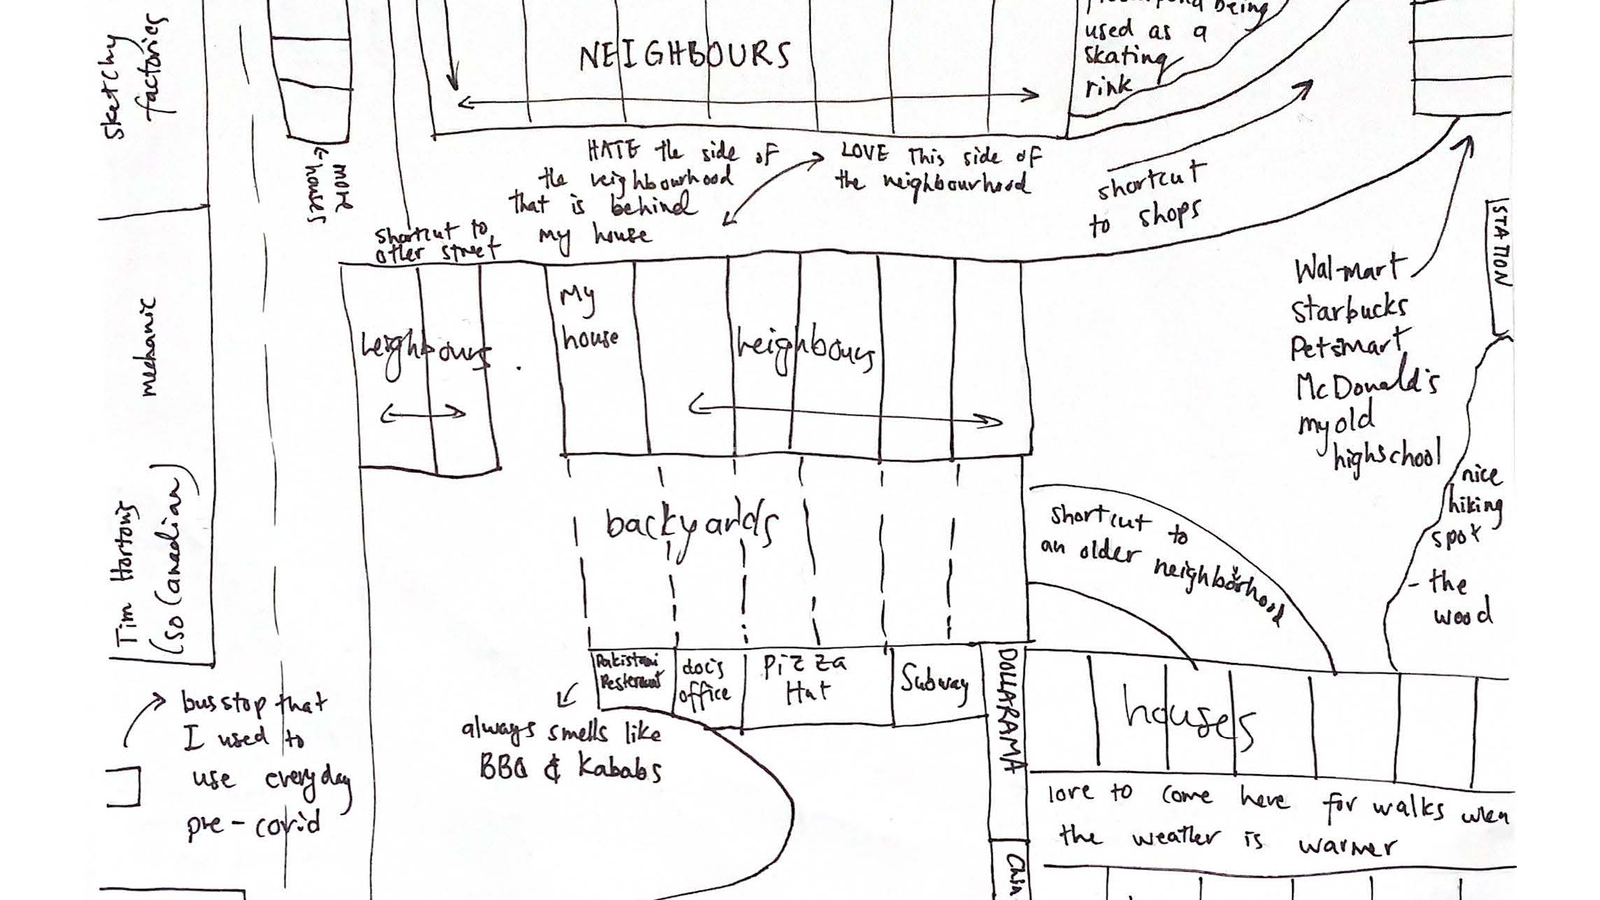 Sketchy
factories
mechanic
Tim Hortons
(so Canadian)
more
houses
NEIGHBOURS
being
used as a
skating
rink
HATE the side of
the neighbourhood
that is behind
my house
LOVE This side of
the neighbourhood
shortcut
to shops
shortcut to
other street
neighbours
My
house
neighbours
backyards
STATION
Wal-mart
Starbucks
Petsmart
McDonald's
my old
highschool
nice
hiking
spot
- the
wood
shortcut to
an older neighborhood
Pakistani
Resteraunt
doc's
office
Pizza
Hut
Subway
DOLLARAMA
houses
always smells like
BBQ & Kababs
bus stop that
I used to
use everyday
pre-covid
love to come here for walks when
the weather is warmer
Chin